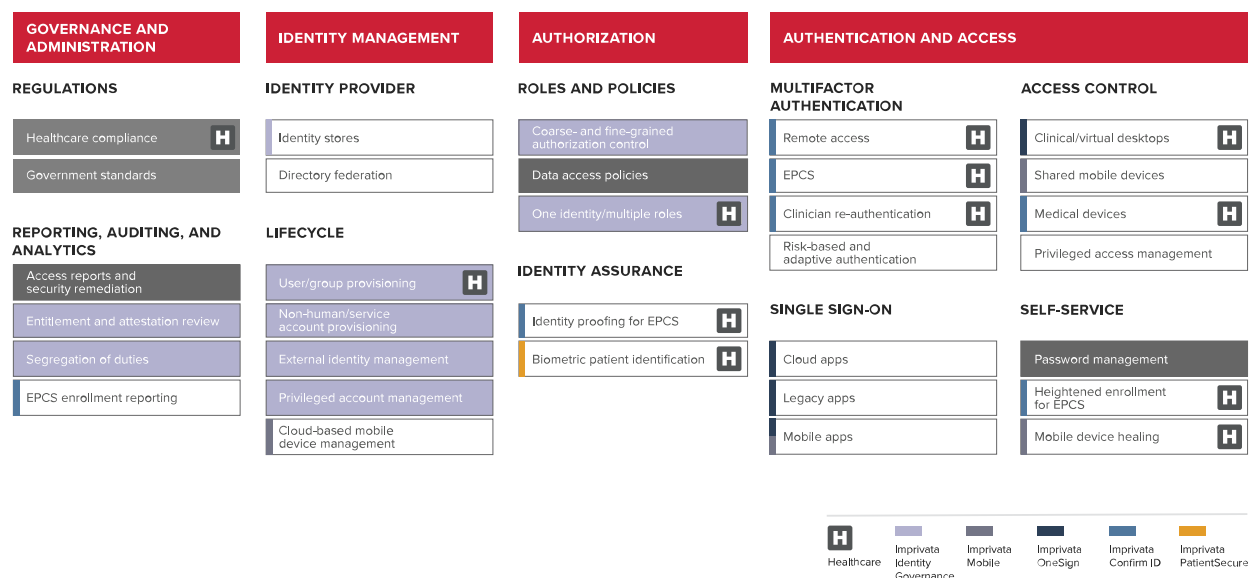 GOVERNANCE AND
ADMINISTRATION
REGULATIONS
Healthcare compliance H
Government standards
REPORTING, AUDITING, AND
ANALYTICS
Access reports and
security remediation
Entitlement and attestation review
Segregation of duties
EPCS enrollment reporting
IDENTITY MANAGEMENT
IDENTITY PROVIDER
Identity stores
Directory federation
LIFECYCLE
User/group provisioning H
Non-human/service
account provisioning
External identity management
Privileged account management
Cloud-based mobile
device management
AUTHORIZATION
ROLES AND POLICIES
Coarse- and fine-grained
authorization control
Data access policies
One identity/multiple roles H
IDENTITY ASSURANCE
Identity proofing for EPCS H
Biometric patient identification H
AUTHENTICATION AND ACCESS
MULTIFACTOR
AUTHENTICATION
Remote access H
EPCS H
Clinician re-authentication H
Risk-based and
adaptive authentication
SINGLE SIGN-ON
Cloud apps
Legacy apps
Mobile apps
ACCESS CONTROL
Clinical/virtual desktops H
Shared mobile devices
Medical devices H
Privileged access management
SELF-SERVICE
Password management
Heightened enrollment
for EPCS H
Mobile device healing H
H
Healthcare
Imprivata
Identity
Governance
Imprivata
Mobile
Imprivata
OneSign
Imprivata
Confirm ID
Imprivata
PatientSecure